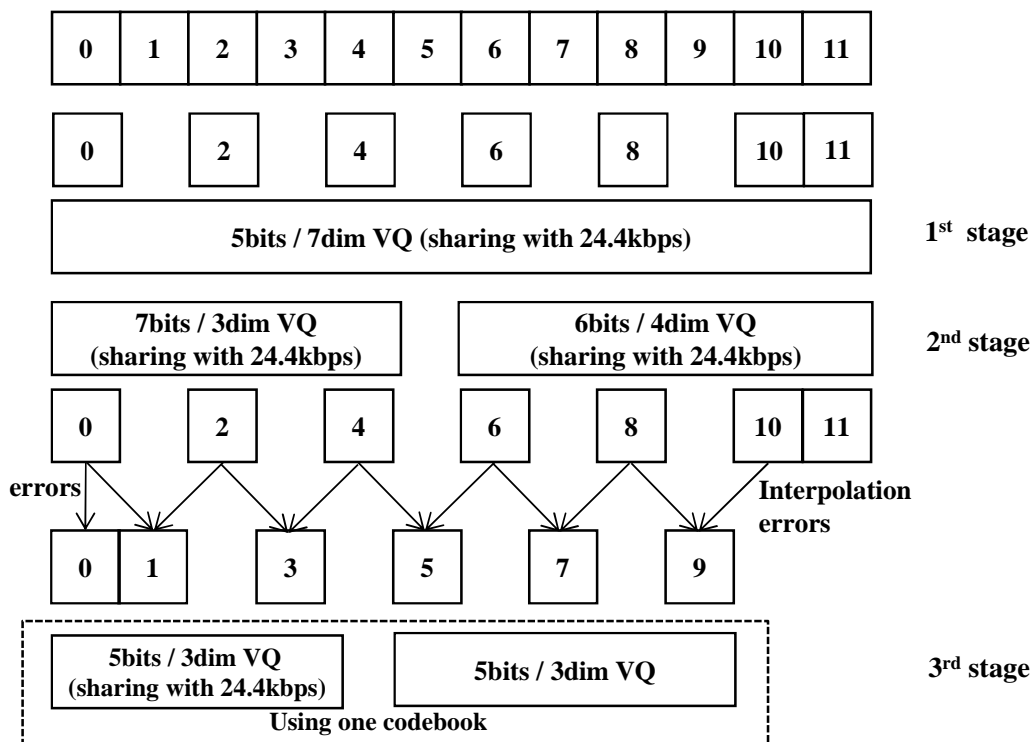 0 1 2 3 4 5 6 7 8 9 10 11
0 2 4 6 8 10 11
5bits / 7dim VQ (sharing with 24.4kbps)
1st stage
7bits / 3dim VQ
(sharing with 24.4kbps)
6bits / 4dim VQ
(sharing with 24.4kbps)
2nd stage
0 2 4 6 8 10 11
errors
Interpolation
errors
0 1 3 5 7 9
5bits / 3dim VQ
(sharing with 24.4kbps)
5bits / 3dim VQ
3rd stage
Using one codebook